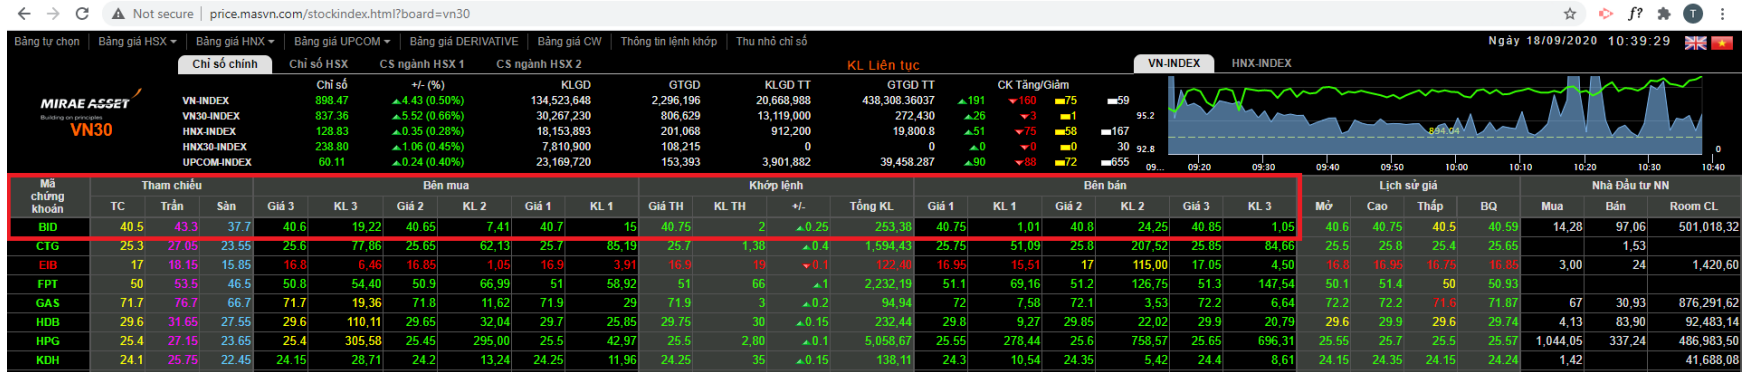 Not secure | price.masvn.com/stockindex.html?board=vn30 f? T
Bảng tự chọn | Bảng giá HSX | Bảng giá HNX | Bảng giá UPCOM | Bảng giá DERIVATIVE | Bảng giá CW | Thông tin lệnh khớp | Thu nhỏ chỉ số Ngày 18/09/2020 10:39:29
Chỉ số chính Chỉ số HSX CS ngành HSX 1 CS ngành HSX 2 KL Liên tục VN-INDEX HNX-INDEX
Chỉ số +/- (%) KLGD GTGD KLGD TT GTGD TT CK Tăng/Giảm
MIRAE ASSET
Building on principles
VN30
VN-INDEX 898.47 4.43 (0.50%) 134,523,648 2,296,196 20,668,988 438,308.36037 191 160 75 59
VN30-INDEX 837.36 5.52 (0.66%) 30,267,230 806,629 13,119,000 272,430 26 3 1
HNX-INDEX 128.83 0.35 (0.28%) 18,153,893 201,068 912,200 19,800.8 51 75 58 167
HNX30-INDEX 238.80 1.06 (0.45%) 7,810,900 108,215 0 0 0 0 0 30
UPCOM-INDEX 60.11 0.24 (0.40%) 23,169,720 153,393 3,901,882 39,458.287 90 88 72 655
95.2
894.04
92.8 0
09... 09:20 09:30 09:40 09:50 10:00 10:10 10:20 10:30 10:40
Mã chứng khoán Tham chiếu Bên mua Khớp lệnh Bên bán Lịch sử giá Nhà Đầu tư NN
TC Trần Sàn Giá 3 KL 3 Giá 2 KL 2 Giá 1 KL 1 Giá TH KL TH +/- Tổng KL Giá 1 KL 1 Giá 2 KL 2 Giá 3 KL 3 Mở Cao Thấp BQ Mua Bán Room CL
BID 40.5 43.3 37.7 40.6 19,22 40.65 7,41 40.7 15 40.75 2 0.25 253,38 40.75 1,01 40.8 24,25 40.85 1,05 40.6 40.75 40.5 40.59 14,28 97,06 501,018,32
CTG 25.3 27.05 23.55 25.6 77,86 25.65 62,13 25.7 85,19 25.7 1,38 0.4 1,594,43 25.75 51,09 25.8 207,52 25.85 84,66 25.5 25.8 25.4 25.65 1,53
EIB 17 18.15 15.85 16.8 6,46 16.85 1,05 16.9 3,91 16.9 19 0.1 122,40 16.95 15,51 17 115,00 17.05 4,50 16.8 16.95 16.75 16.85 3,00 24 1,420,60
FPT 50 53.5 46.5 50.8 54,40 50.9 66,99 51 58,92 51 66 1 2,232,19 51.1 69,16 51.2 126,75 51.3 147,54 50.1 51.4 50 50.93
GAS 71.7 76.7 66.7 71.7 19,36 71.8 11,62 71.9 29 71.9 3 0.2 94,94 72 7,58 72.1 3,53 72.2 6,64 72.2 72.2 71.6 71.87 67 30,93 876,291,62
HDB 29.6 31.65 27.55 29.6 110,11 29.65 32,04 29.7 25,85 29.75 30 0.15 232,44 29.8 9,27 29.85 22,02 29.9 20,79 29.6 29.9 29.6 29.74 4,13 83,90 92,483,14
HPG 25.4 27.15 23.65 25.4 305,58 25.45 295,00 25.5 42,97 25.5 2,80 0.1 5,058,67 25.55 278,44 25.6 758,57 25.65 696,31 25.55 25.7 25.5 25.57 1,044,05 337,24 486,983,50
KDH 24.1 25.75 22.45 24.15 28,71 24.2 13,24 24.25 11,96 24.25 35 0.15 138,11 24.3 10,54 24.35 5,42 24.4 8,61 24.15 24.35 24.15 24.24 1,42 41,688,08